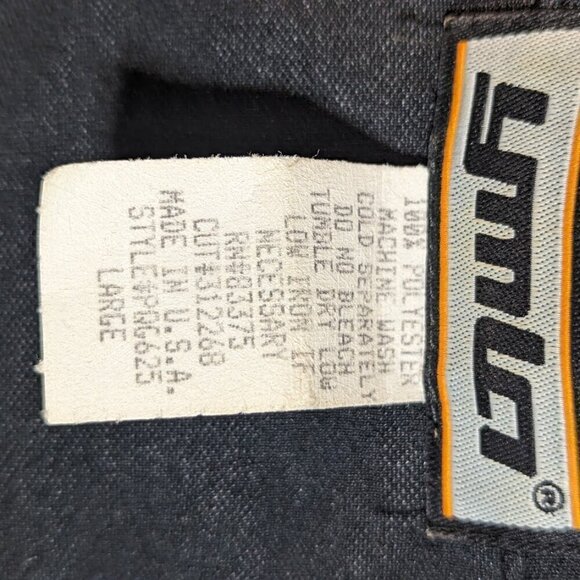 100% POLYESTER
MACHINE WASH
COLD SEPARATELY
DO NO BLEACH
TUMBLE DRY LOW
LOW IRON IF
NECESSARY
RN#83375
CUT#312268
MADE IN U.S.A.
STYLE#PQG625
LARGE
®